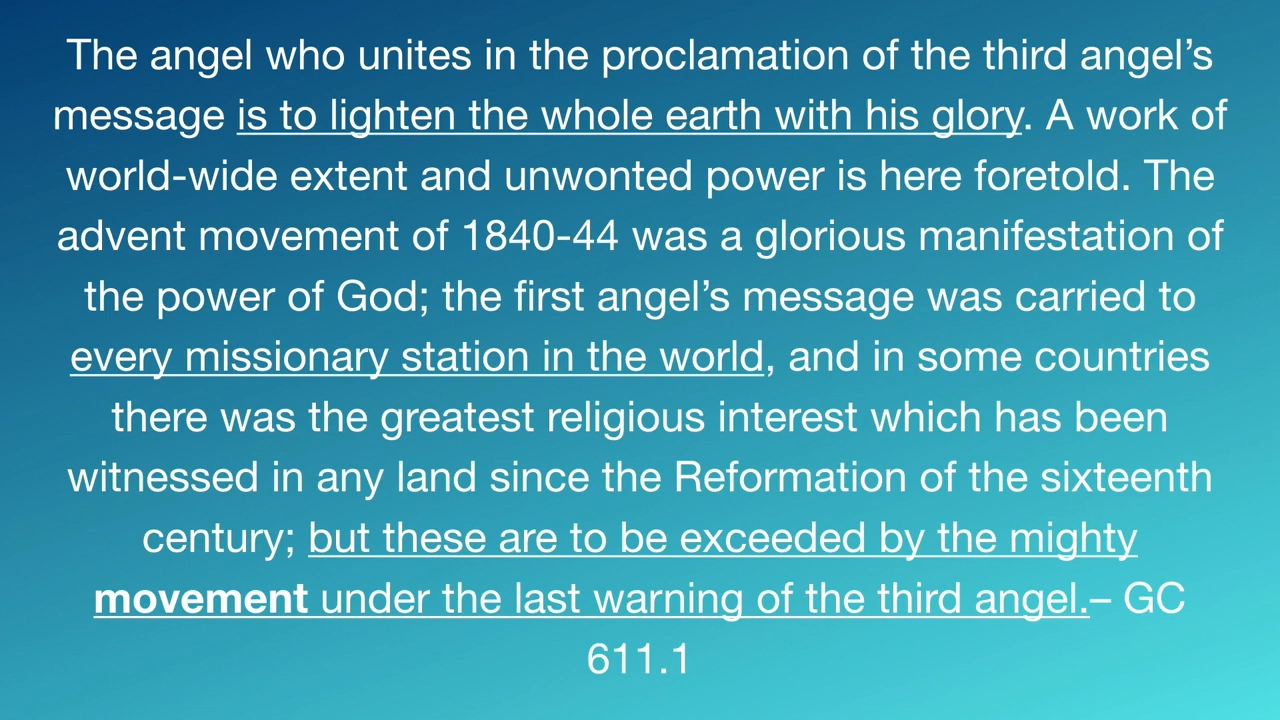 The angel who unites in the proclamation of the third angel’s
message is to lighten the whole earth with his glory. A work of
world-wide extent and unwonted power is here foretold. The
advent movement of 1840-44 was a glorious manifestation of
the power of God; the first angel’s message was carried to
every missionary station in the world, and in some countries
there was the greatest religious interest which has been
witnessed in any land since the Reformation of the sixteenth
century; but these are to be exceeded by the mighty
movement under the last warning of the third angel.– GC
611.1